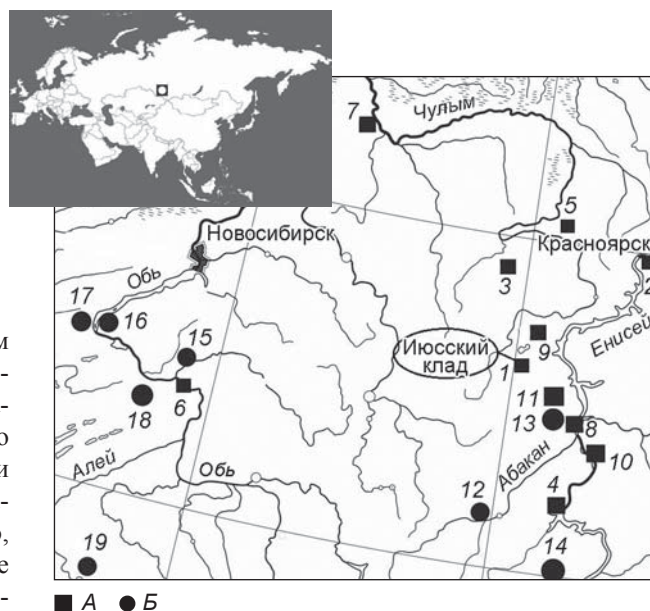 7
Чулым
5
Новосибирск
Красноярск
Обь
3
2
17
16
15
9
Енисей
Июсский
клад
1
6
11
18
13
8
Абакан
10
Алей
Обь
4
12
19
14
А Б
м
-
-
о
и
-
,
е
-